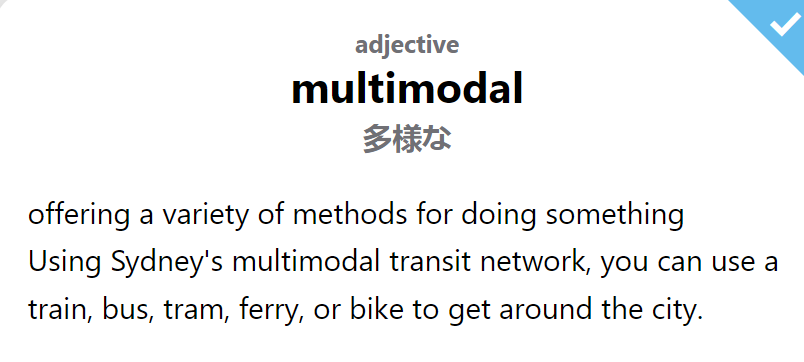 adjective
multimodal
多様な
offering a variety of methods for doing something
Using Sydney's multimodal transit network, you can use a
train, bus, tram, ferry, or bike to get around the city.